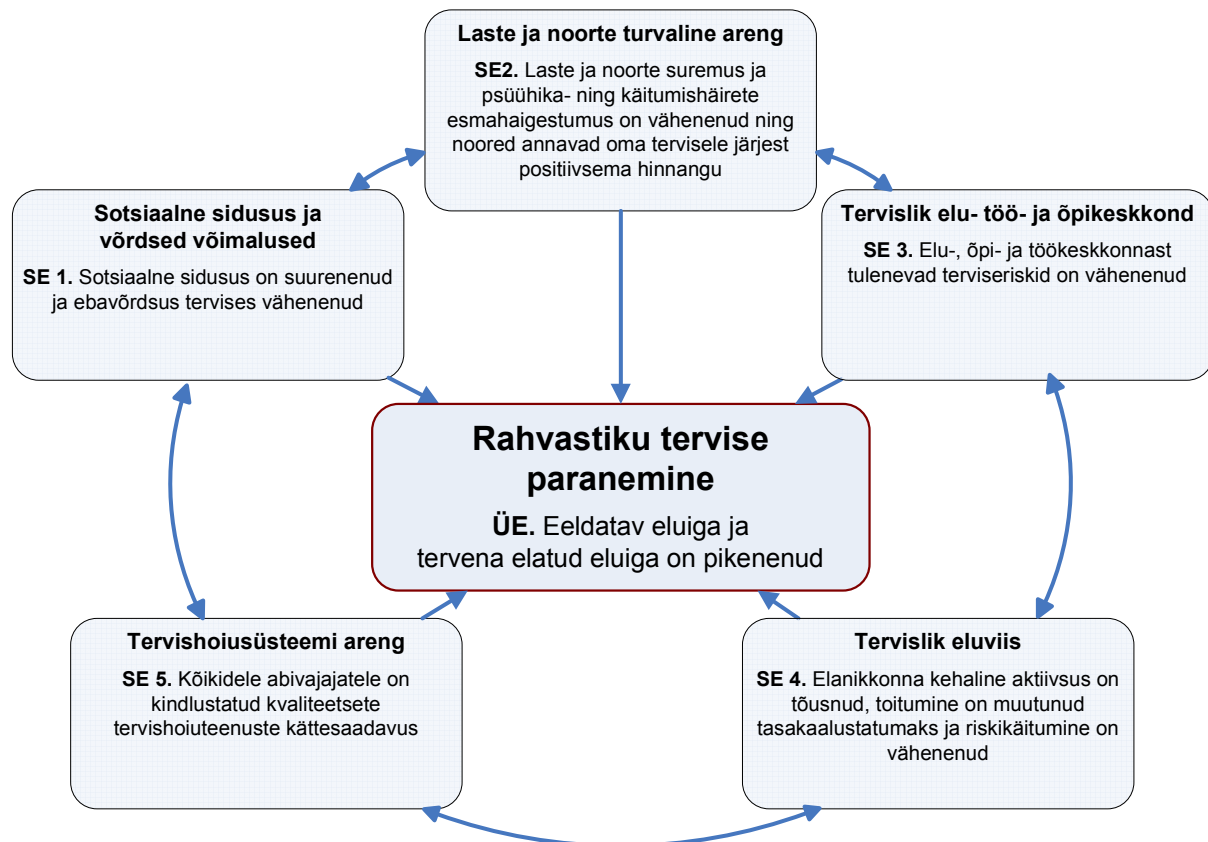 Laste ja noorte turvaline areng
SE2. Laste ja noorte suremus ja
psüühika- ning käitumishäirete
esmahaigestumus on vähenenud ning
noored annavad oma tervisele järjest
positiivsema hinnangu
Sotsiaalne sidusus ja
võrdsed võimalused
SE 1. Sotsiaalne sidusus on suurenenud
ja ebavõrdsus tervises vähenenud
Tervislik elu- töö- ja õpikeskkond
SE 3. Elu-, õpi- ja töökeskkonnast
tulenevad terviseriskid on vähenenud
Rahvastiku tervise
paranemine
ÜE. Eeldatav eluiga ja
tervena elatud eluiga on pikenenud
Tervishoiusüsteemi areng
SE 5. Kõikidele abivajajatele on
kindlustatud kvaliteetsete
tervishoiuteenuste kättesaadavus
Tervislik eluviis
SE 4. Elanikkonna kehaline aktiivsus on
tõusnud, toitumine on muutunud
tasakaalustatumaks ja riskikäitumine on
vähenenud